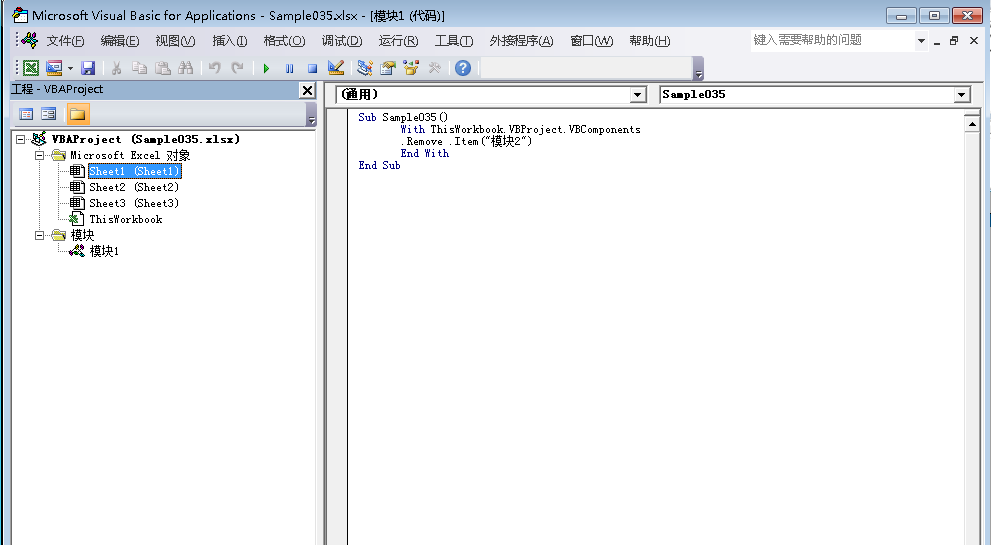 Microsoft Visual Basic for Applications - Sample035.xlsx - [模块1 (代码)]
文件(F) 编辑(E) 视图(V) 插入(I) 格式(O) 调试(D) 运行(R) 工具(T) 外接程序(A) 窗口(W) 帮助(H) 键入需要帮助的问题
工程 - VBAProject
(通用) Sample035
VBAProject (Sample035.xlsx)
Microsoft Excel 对象
Sheet1 (Sheet1)
Sheet2 (Sheet2)
Sheet3 (Sheet3)
ThisWorkbook
模块
模块1
Sub Sample035()
With ThisWorkbook.VBProject.VBComponents
.Remove .Item("模块2")
End With
End Sub